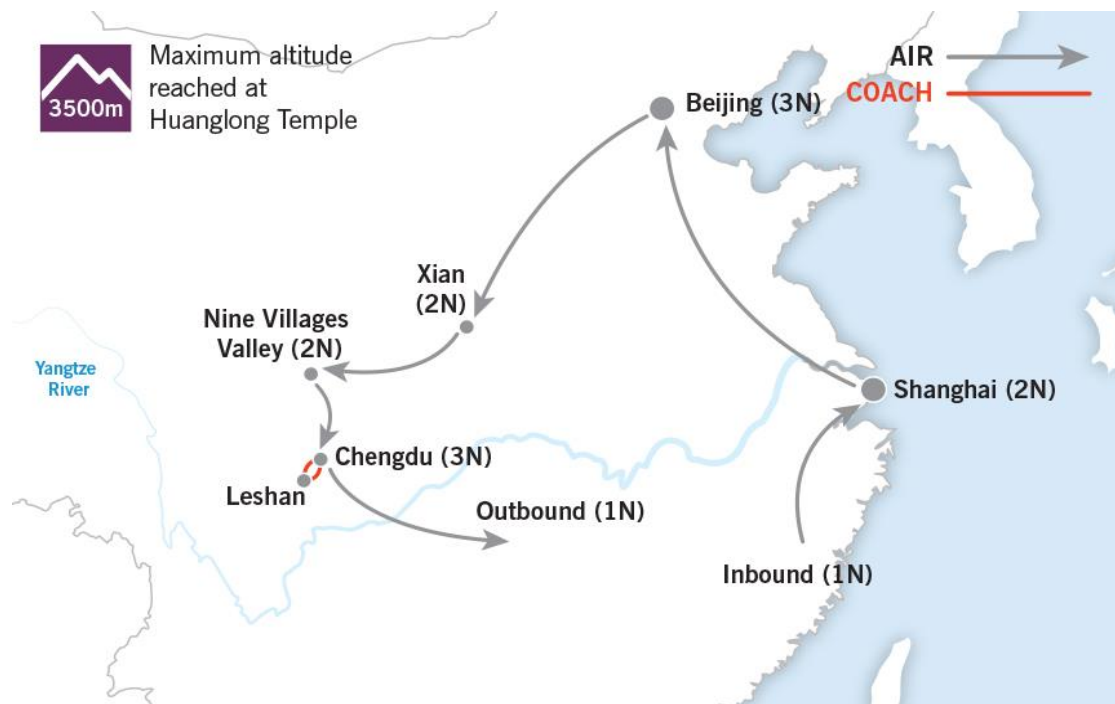 Maximum altitude
reached at
Huanglong Temple
3500m
AIR
COACH
Beijing (3N)
Xian
(2N)
Nine Villages
Valley (2N)
Yangtze
River
Shanghai (2N)
Chengdu (3N)
Leshan
Outbound (1N)
Inbound (1N)